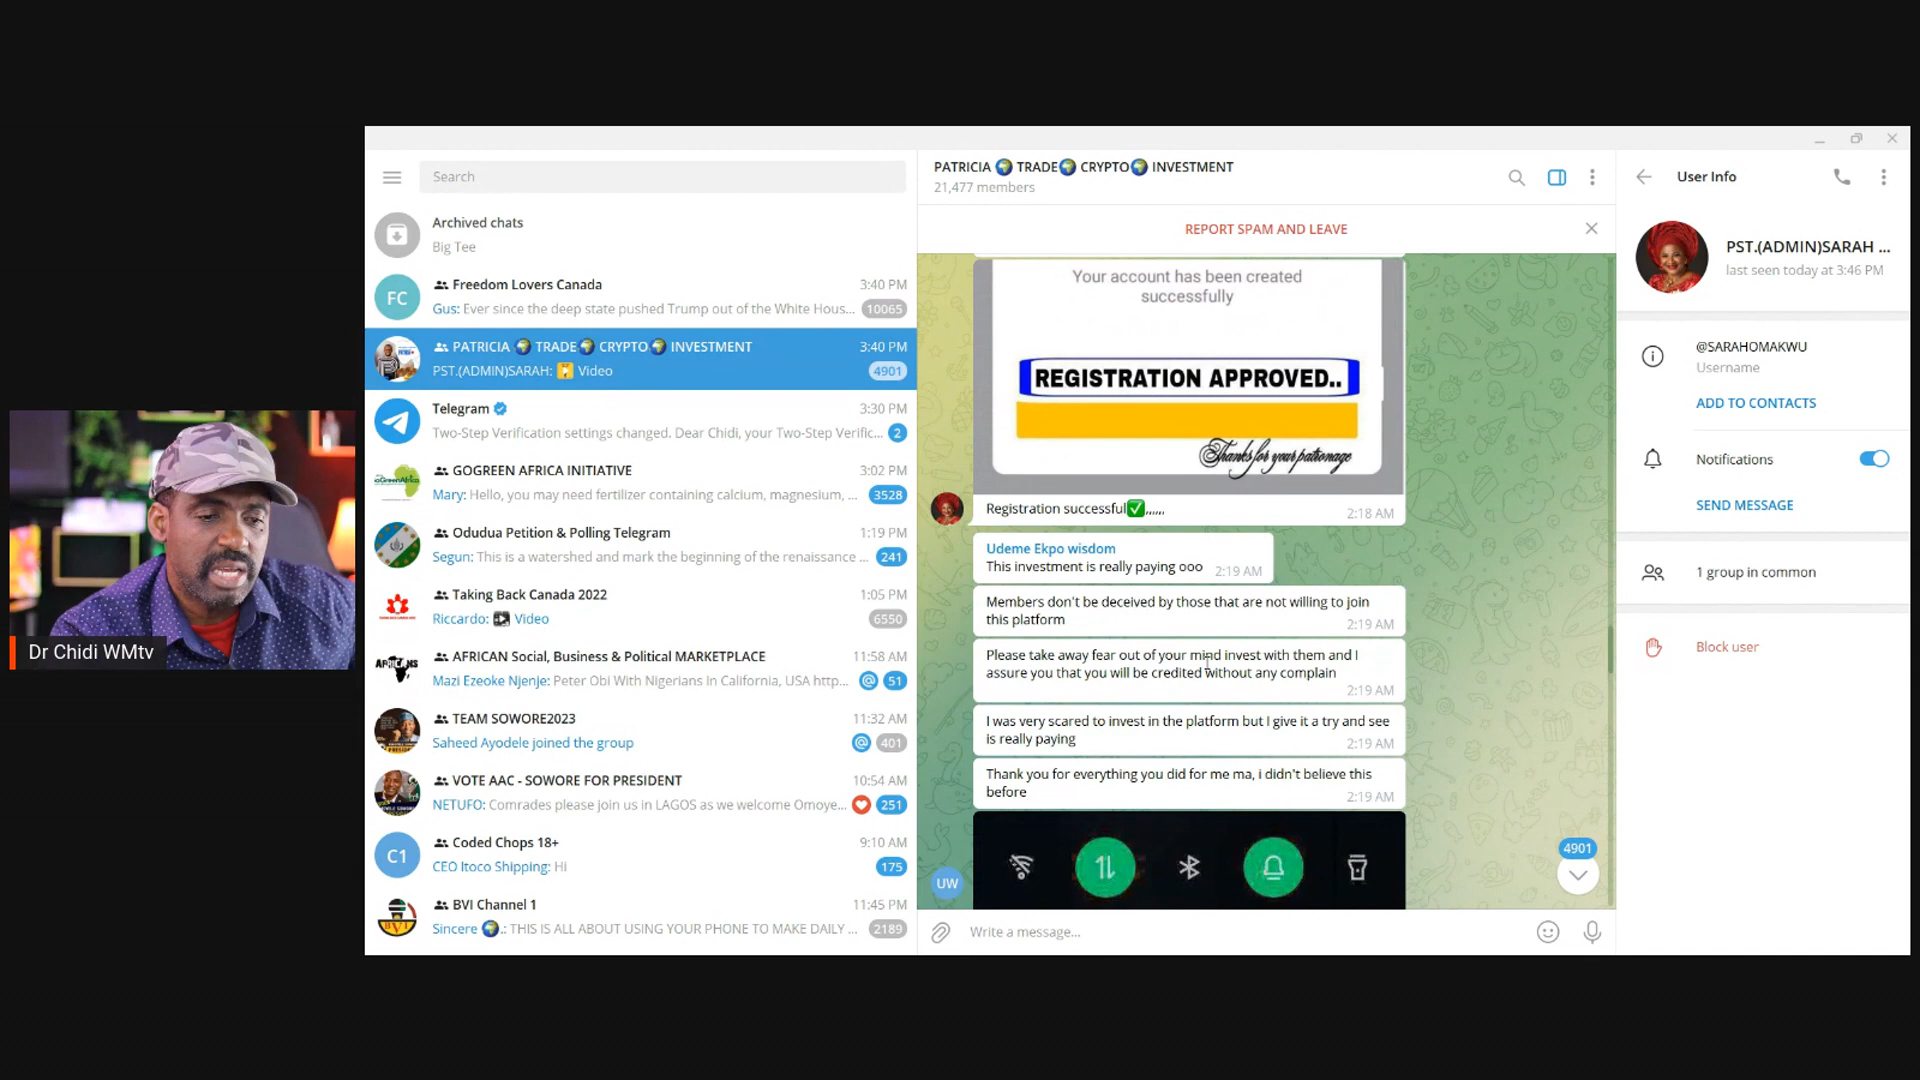 Dr Chidi WMtv
Search
Archived chats
Big Tee
FC
Freedom Lovers Canada
3:40 PM
Gus: Ever since the deep state pushed Trump out of the White Hous...
10065
PATRICIA TRADE CRYPTO INVESTMENT
3:40 PM
PST.(ADMIN)SARAH: Video
4901
Telegram
3:30 PM
Two-Step Verification settings changed. Dear Chidi, your Two-Step Verific...
2
GOGREEN AFRICA INITIATIVE
3:02 PM
Mary: Hello, you may need fertilizer containing calcium, magnesium, ...
3528
Odudua Petition & Polling Telegram
1:19 PM
Segun: This is a watershed and mark the beginning of the renaissance ...
241
Taking Back Canada 2022
1:05 PM
Riccardo: Video
6550
AFRICANS
AFRICAN Social, Business & Political MARKETPLACE
11:58 AM
Mazi Ezeoke Njenje: Peter Obi With Nigerians In California, USA http...
@ 51
TEAM SOWORE2023
11:32 AM
Saheed Ayodele joined the group
@ 401
VOTE AAC - SOWORE FOR PRESIDENT
10:54 AM
NETUFO: Comrades please join us in LAGOS as we welcome Omoye...
251
C1
Coded Chops 18+
9:10 AM
CEO Itoco Shipping: Hi
175
BVI
BVI Channel 1
11:45 PM
Sincere .: THIS IS ALL ABOUT USING YOUR PHONE TO MAKE DAILY ...
2189
PATRICIA TRADE CRYPTO INVESTMENT
21,477 members
REPORT SPAM AND LEAVE
Your account has been created
successfully
REGISTRATION APPROVED..
Thanks for your patronage
Registration successful✅,,,,,,
2:18 AM
Udeme Ekpo wisdom
This investment is really paying ooo
2:19 AM
Members don't be deceived by those that are not willing to join
this platform
2:19 AM
Please take away fear out of your mind invest with them and I
assure you that you will be credited without any complain
2:19 AM
I was very scared to invest in the platform but I give it a try and see
is really paying
2:19 AM
Thank you for everything you did for me ma, i didn't believe this
before
2:19 AM
UW
4901
Write a message...
User Info
PST.(ADMIN)SARAH ...
last seen today at 3:46 PM
@SARAHOMAKWU
Username
ADD TO CONTACTS
Notifications
SEND MESSAGE
1 group in common
Block user